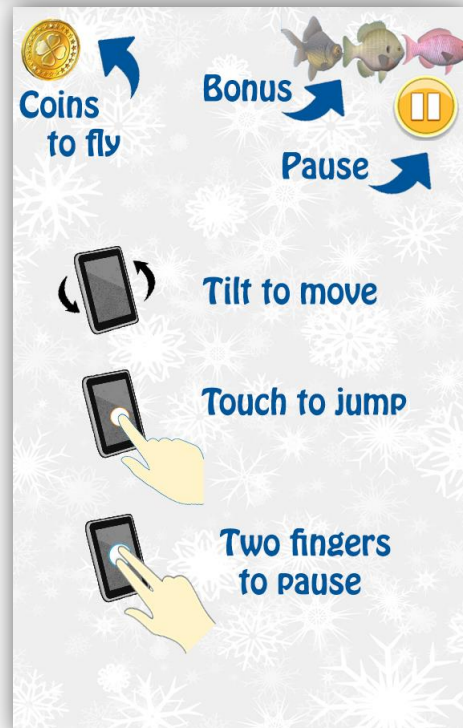 Coins
to fly
Bonus
Pause
Tilt to move
Touch to jump
Two fingers
to pause